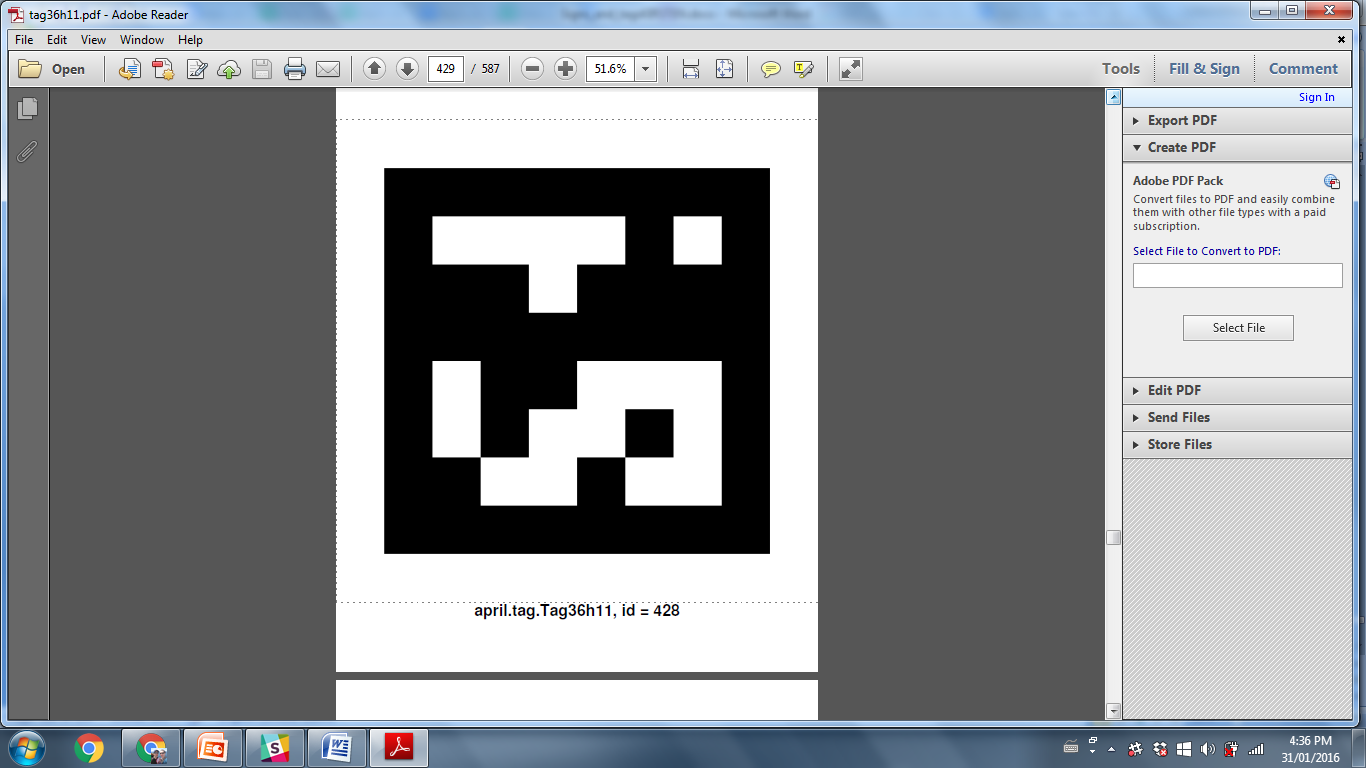 tag36h11.pdf - Adobe Reader
File Edit View Window Help
Open 429 / 587 51.6% Tools Fill & Sign Comment
Sign In
Export PDF
Create PDF
Adobe PDF Pack
Convert files to PDF and easily combine
them with other file types with a paid
subscription.
Select File to Convert to PDF:
Select File
Edit PDF
Send Files
Store Files
april.tag.Tag36h11, id = 428
4:36 PM
31/01/2016